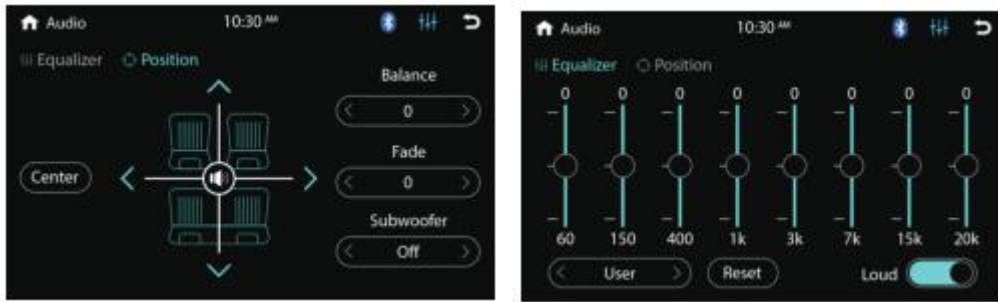 Audio 10:30 AM
Equalizer Position
Balance
0
Fade
0
Center
Subwoofer
Off
Audio 10:30 AM
Equalizer Position
0 0 0 0 0 0 0 0
60 150 400 1k 3k 7k 15k 20k
User Reset Loud